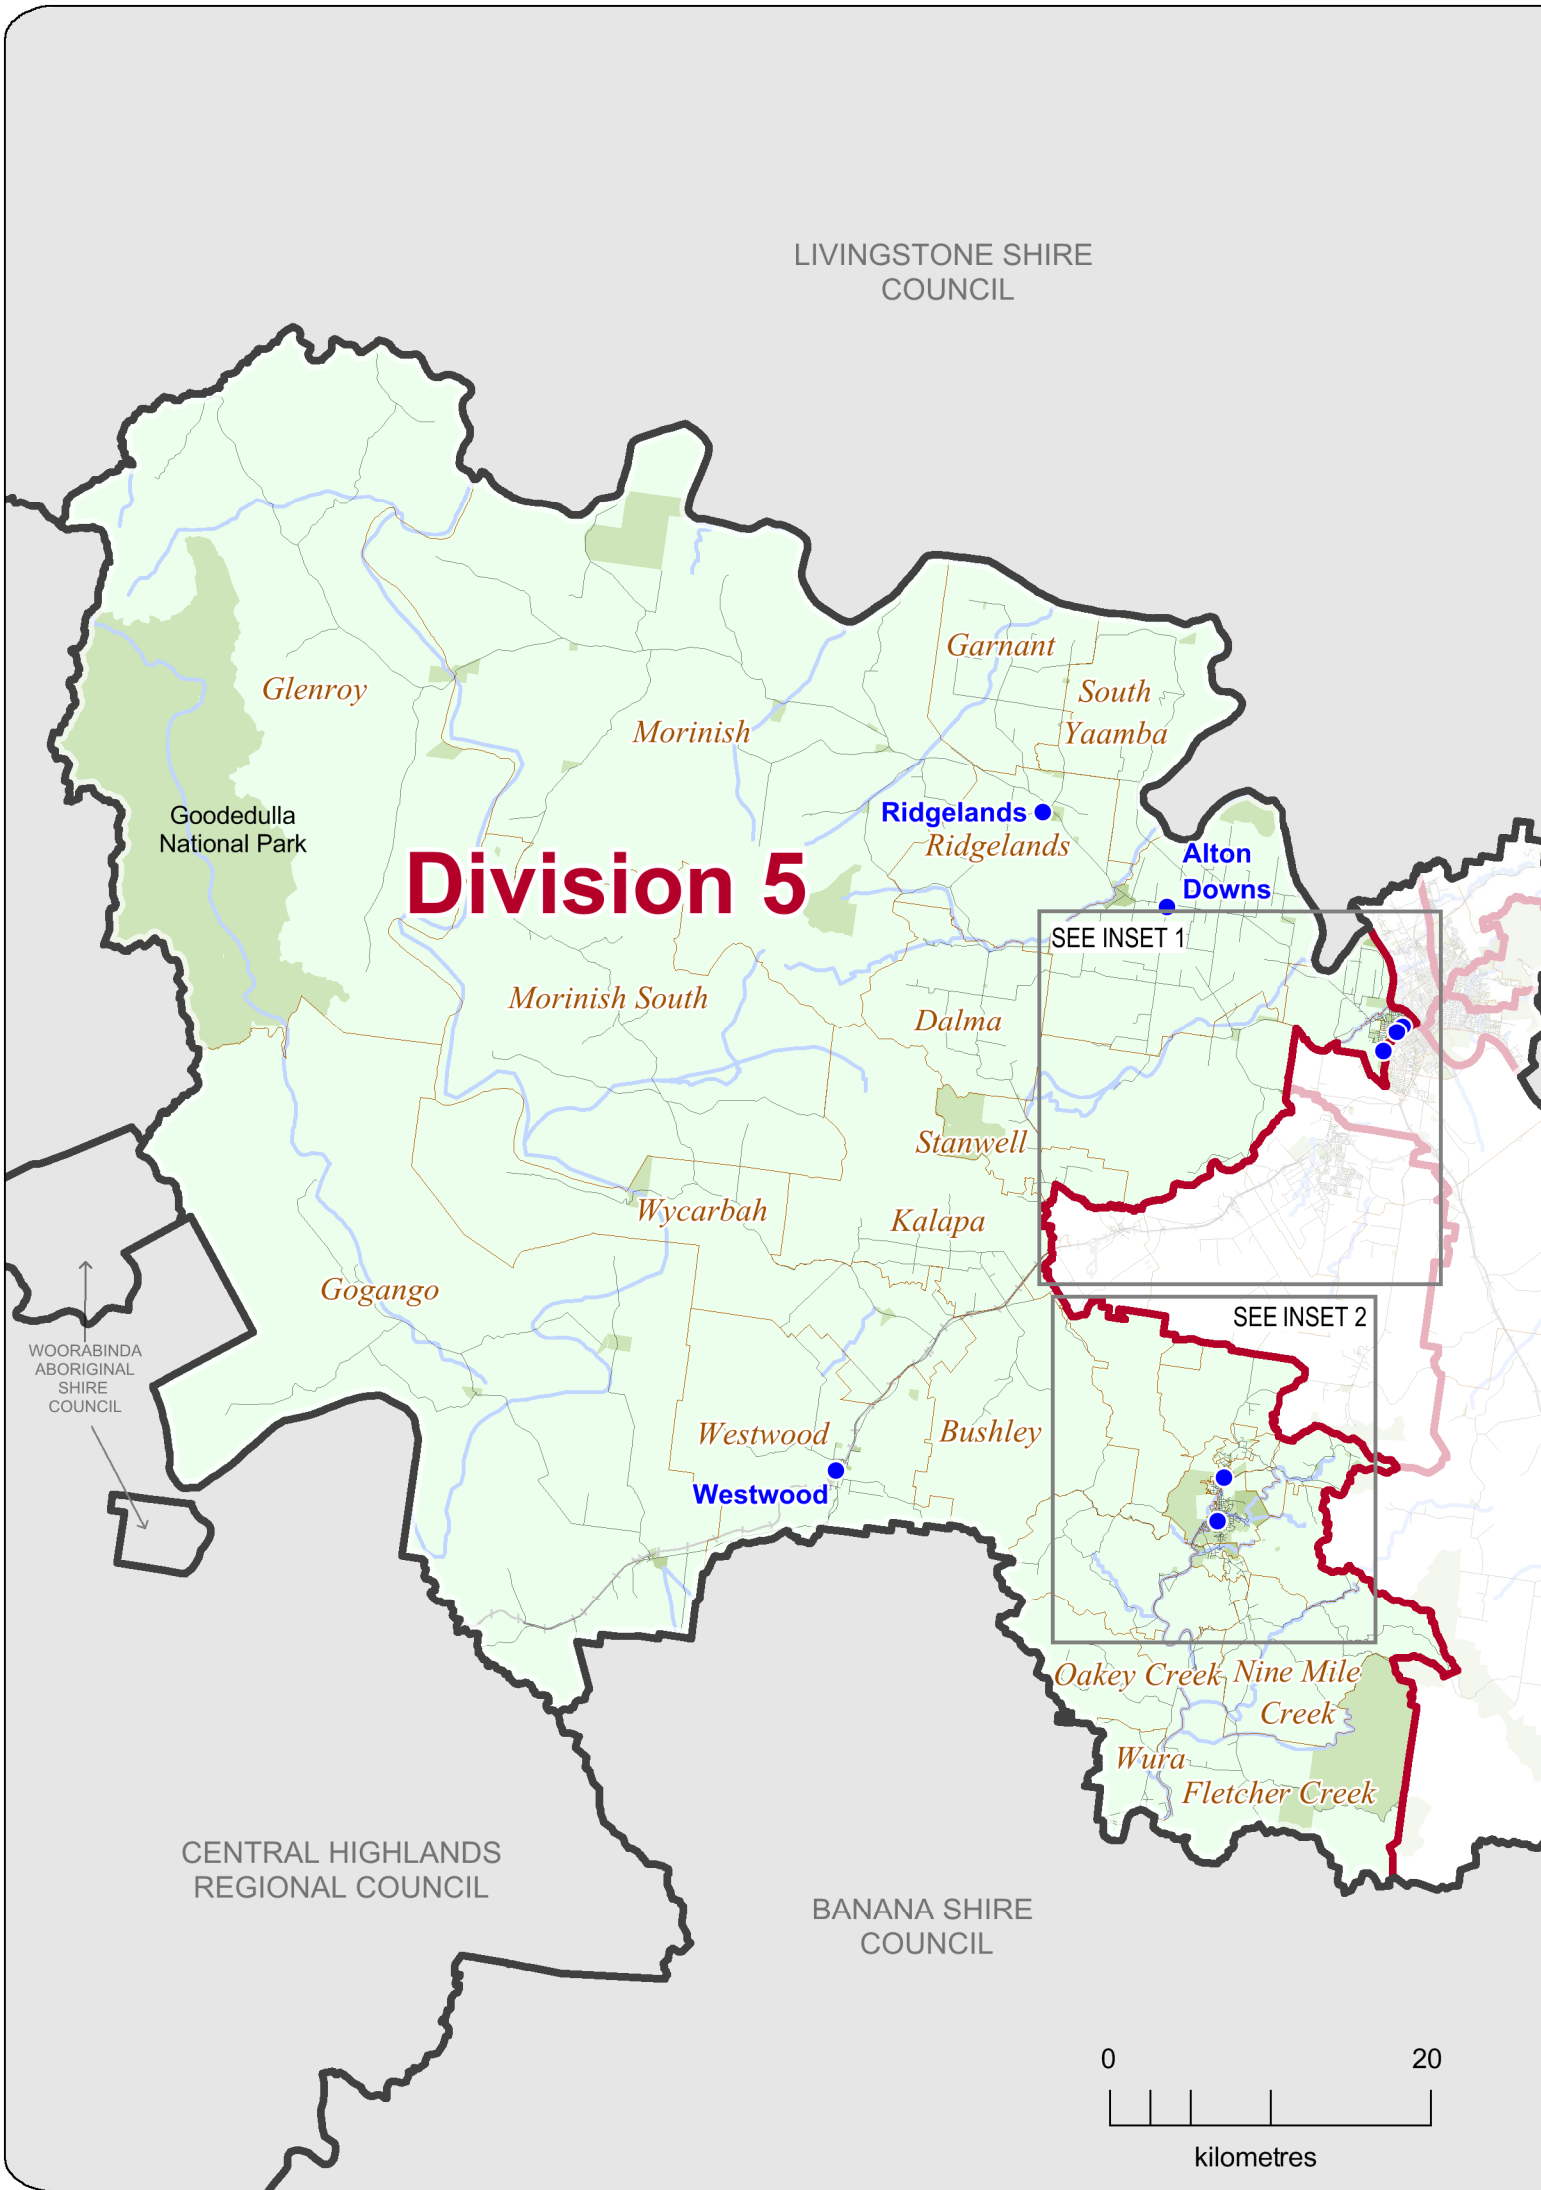 LIVINGSTONE SHIRE
COUNCIL
Garnant
Glenroy
South
Yaamba
Morinish
Goodedulla
National Park
Ridgelands
Ridgelands
Division 5
Alton
Downs
SEE INSET 1
Morinish South
Dalma
Stanwell
Wycarbah
Kalapa
Gogango
SEE INSET 2
WOORABINDA
ABORIGINAL
SHIRE
COUNCIL
Westwood
Bushley
Westwood
Oakey Creek
Nine Mile
Creek
Wura
Fletcher Creek
CENTRAL HIGHLANDS
REGIONAL COUNCIL
BANANA SHIRE
COUNCIL
0 20
kilometres